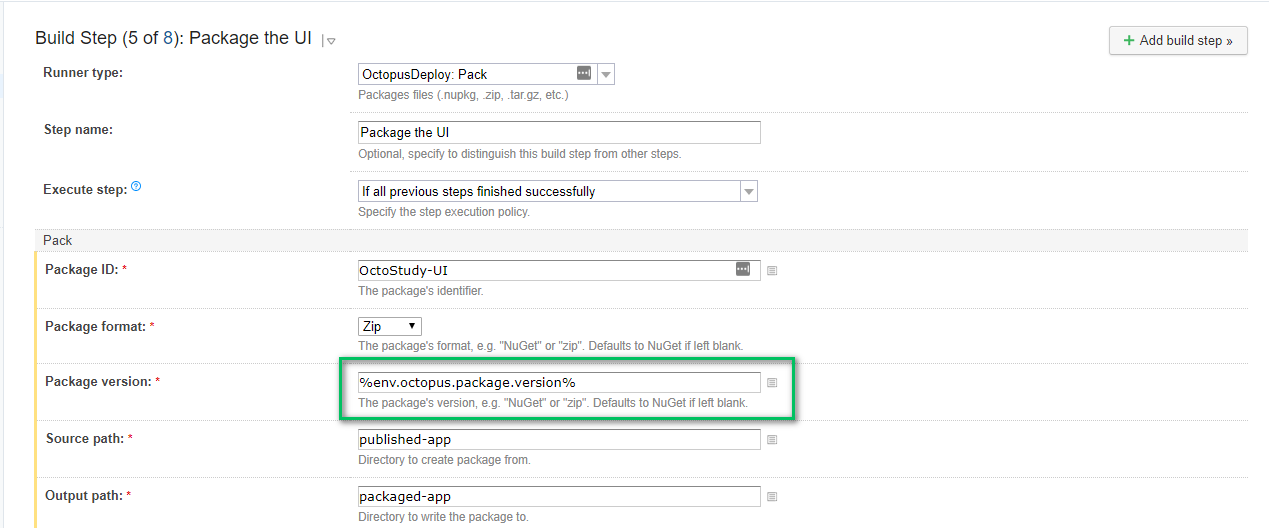 Build Step (5 of 8): Package the UI
+ Add build step »
Runner type:
OctopusDeploy: Pack
Packages files (.nupkg, .zip, .tar.gz, etc.)
Step name:
Package the UI
Optional, specify to distinguish this build step from other steps.
Execute step: ?
If all previous steps finished successfully
Specify the step execution policy.
Pack
Package ID: *
OctoStudy-UI
The package's identifier.
Package format: *
Zip
The package's format, e.g. "NuGet" or "zip". Defaults to NuGet if left blank.
Package version: *
%env.octopus.package.version%
The package's version, e.g. "NuGet" or "zip". Defaults to NuGet if left blank.
Source path: *
published-app
Directory to create package from.
Output path: *
packaged-app
Directory to write the package to.